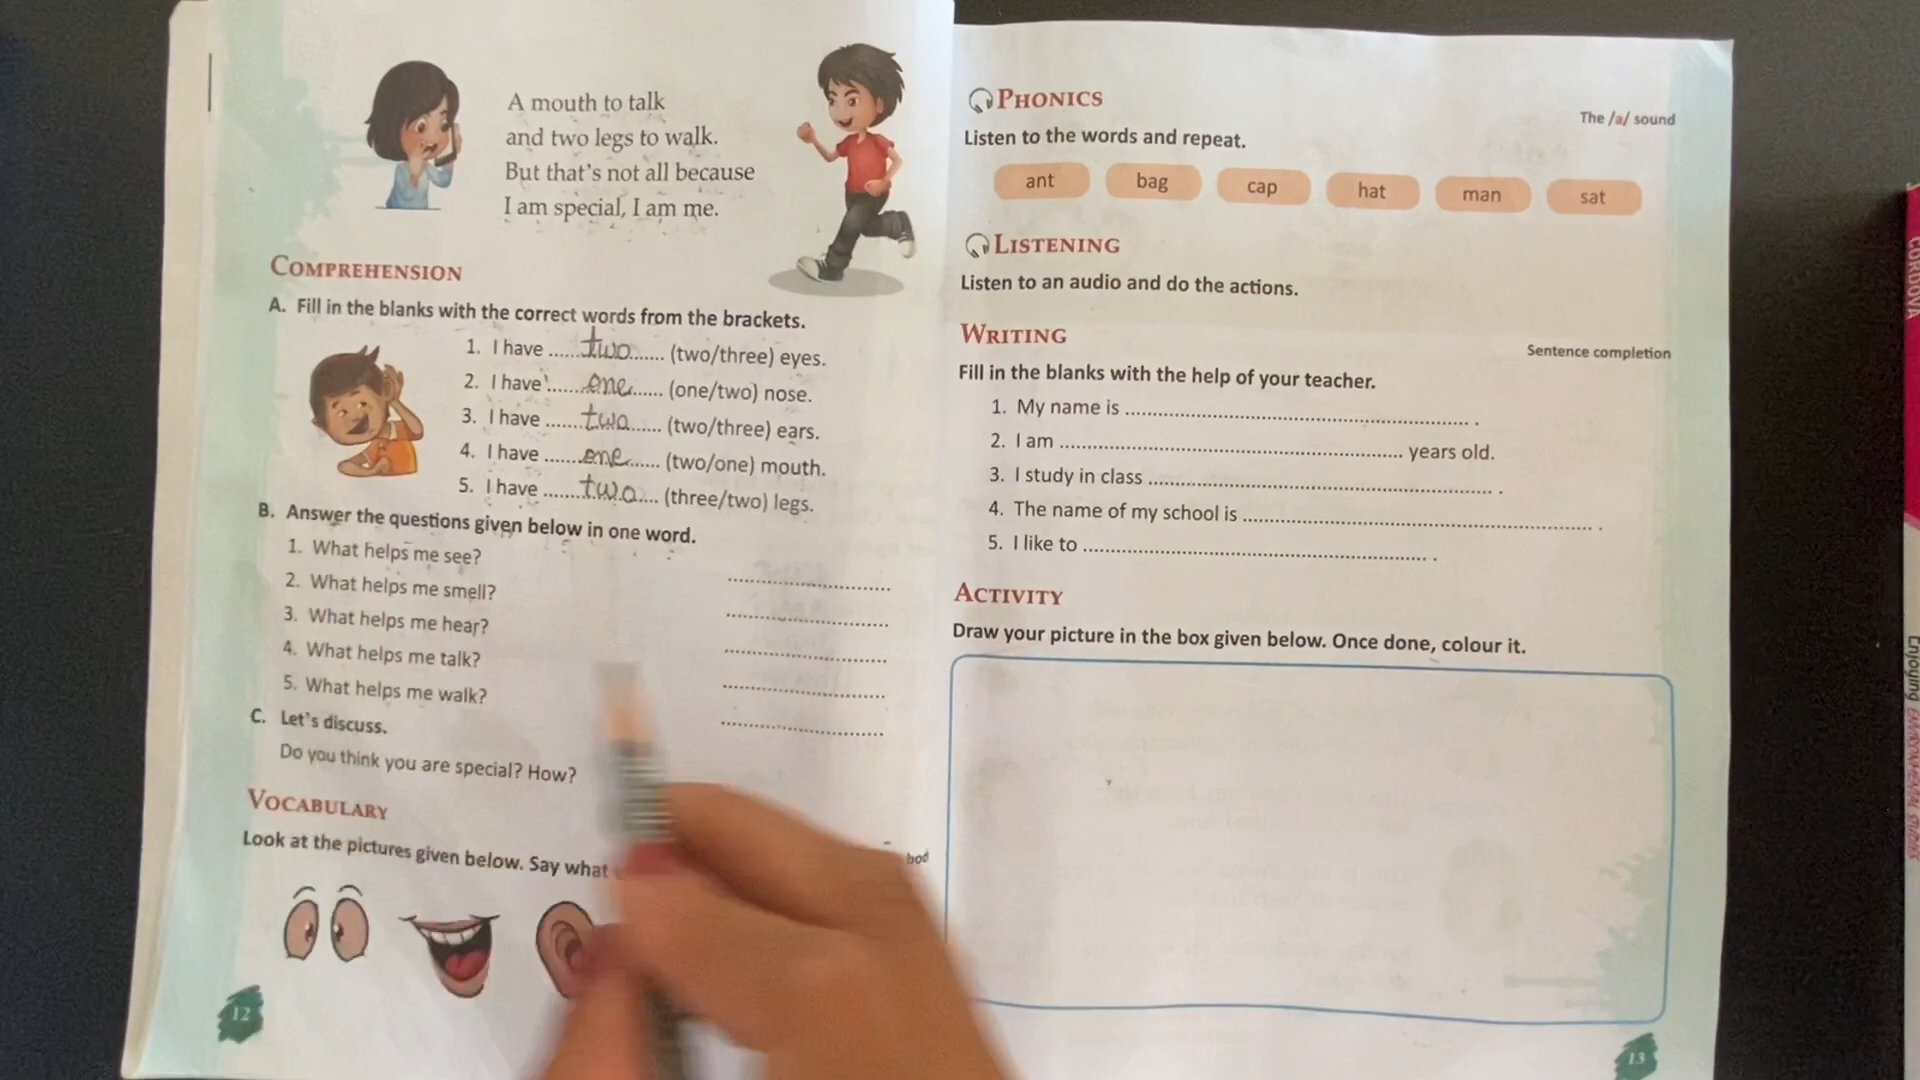 A mouth to talk
and two legs to walk.
But that's not all because
I am special, I am me.
COMPREHENSION
A. Fill in the blanks with the correct words from the brackets.
1. I have ......two...... (two/three) eyes.
2. I have ......one...... (one/two) nose.
3. I have ......two...... (two/three) ears.
4. I have ......one...... (two/one) mouth.
5. I have ......two...... (three/two) legs.
B. Answer the questions given below in one word.
1. What helps me see? ..............................
2. What helps me smell? ..............................
3. What helps me hear? ..............................
4. What helps me talk? ..............................
5. What helps me walk? ..............................
C. Let's discuss.
Do you think you are special? How?
VOCABULARY
Look at the pictures given below. Say what
12
PHONICS
The /a/ sound
Listen to the words and repeat.
ant bag cap hat man sat
LISTENING
Listen to an audio and do the actions.
WRITING
Sentence completion
Fill in the blanks with the help of your teacher.
1. My name is .............................. .
2. I am .............................. years old.
3. I study in class .............................. .
4. The name of my school is .............................. .
5. I like to .............................. .
ACTIVITY
Draw your picture in the box given below. Once done, colour it.
13
CORDOVA
Enjoying ENVIRONMENTAL STUDIES